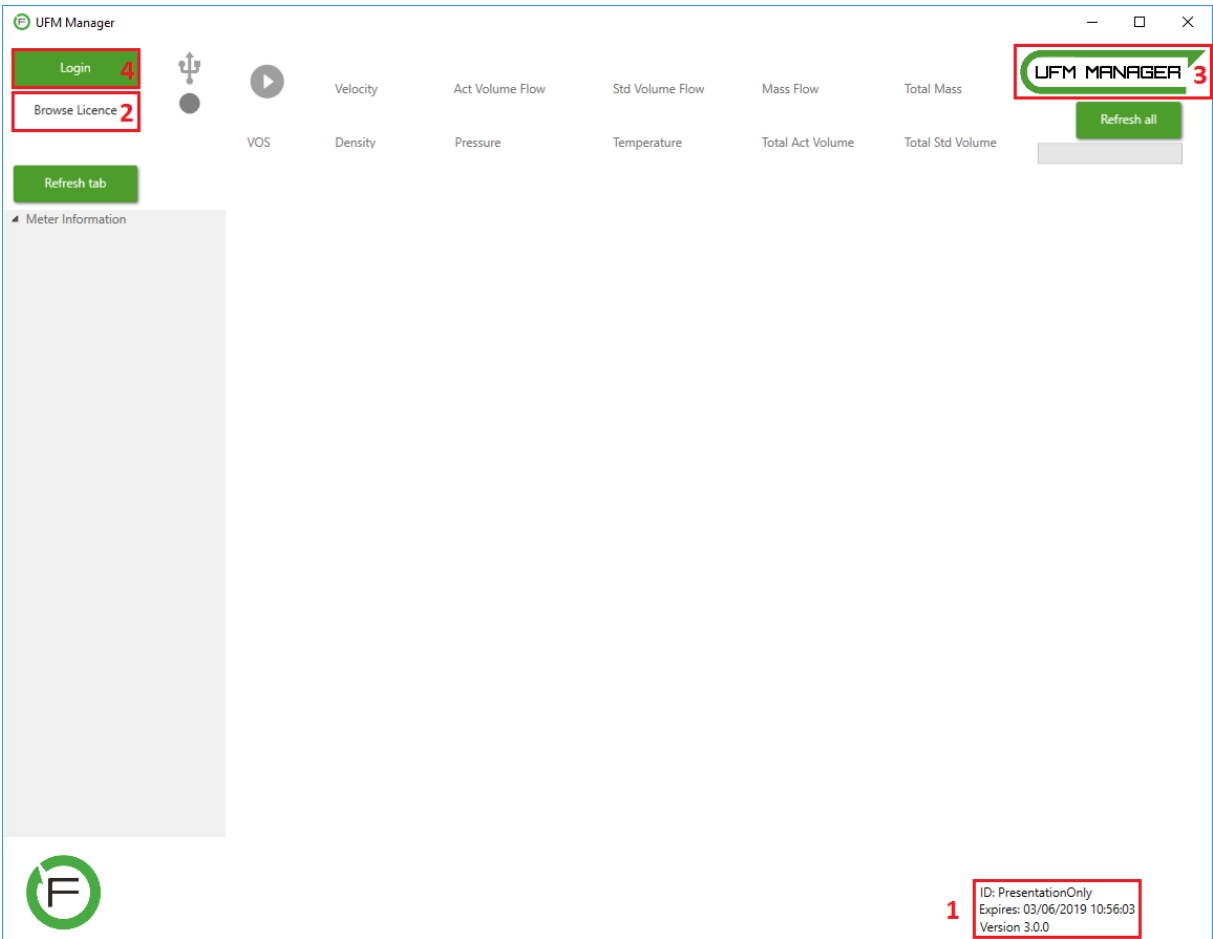 UFM Manager
Login 4
Browse Licence 2
Velocity Act Volume Flow Std Volume Flow Mass Flow Total Mass
UFM MANAGER 3
Refresh all
VOS Density Pressure Temperature Total Act Volume Total Std Volume
Refresh tab
Meter Information
F
1
ID: PresentationOnly
Expires: 03/06/2019 10:56:03
Version 3.0.0